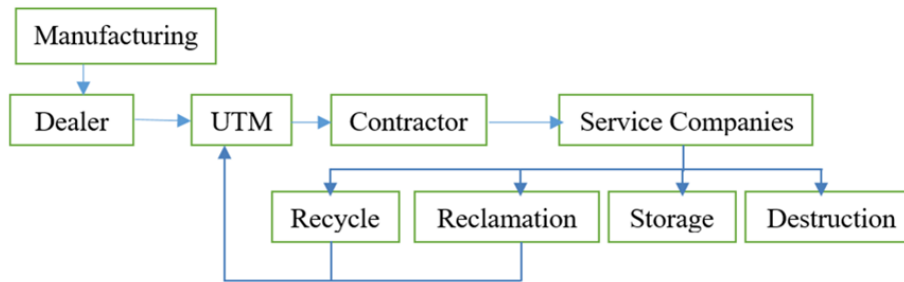 Manufacturing
Dealer
UTM
Contractor
Service Companies
Recycle
Reclamation
Storage
Destruction